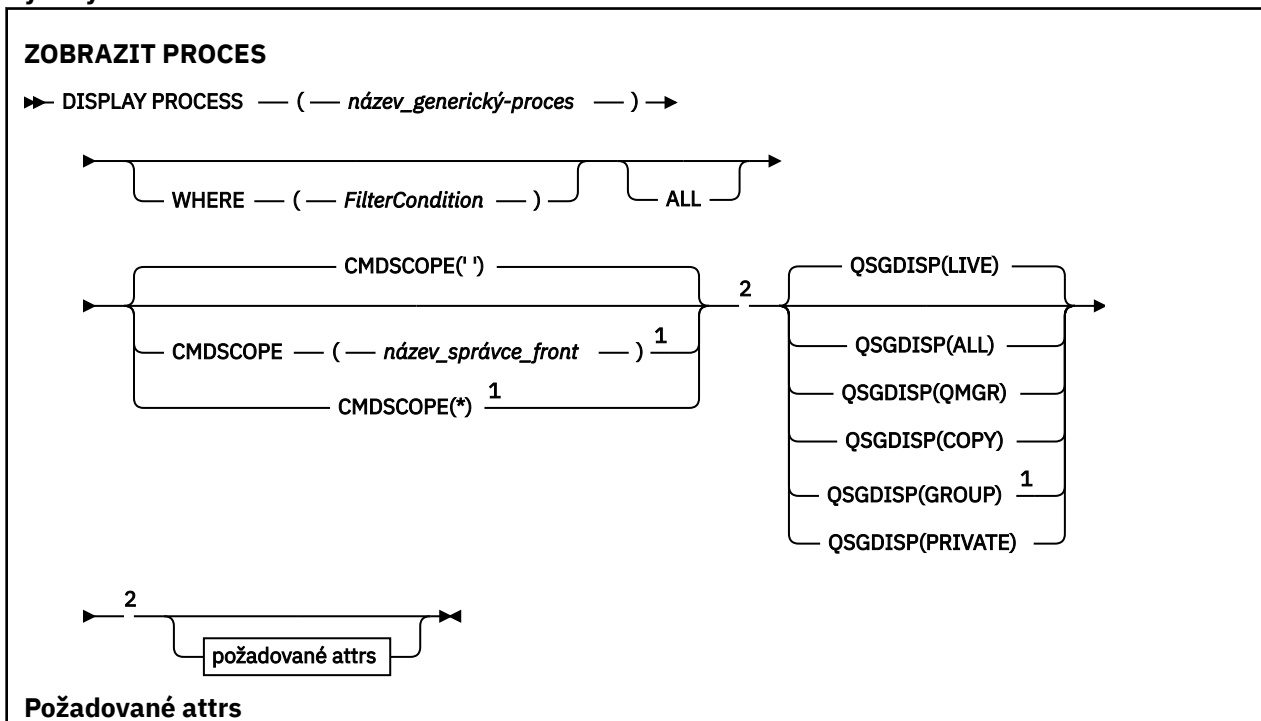 ZOBRAZIT PROCES
DISPLAY PROCESS ( název_generický-proces )
WHERE ( FilterCondition ) ALL
CMDSCOPE(' ')
CMDSCOPE ( název_správce_front ) 1
CMDSCOPE(*) 1
2
QSGDISP(LIVE)
QSGDISP(ALL)
QSGDISP(QMGR)
QSGDISP(COPY)
QSGDISP(GROUP) 1
QSGDISP(PRIVATE)
2
požadované attrs
Požadované attrs